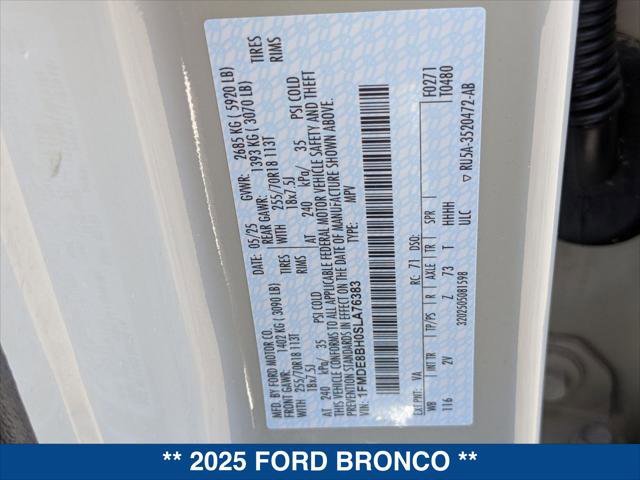 MFD. BY FORD MOTOR CO. DATE: 05/25 GVWR: 2685 KG ( 5920 LB)
FRONT GAWR: 1402 KG ( 3090 LB) REAR GAWR: 1393 KG ( 3070 LB)
WITH 255/70R18 113T TIRES WITH 255/70R18 113T TIRES
18x7.5J RIMS 18x7.5J RIMS
AT 240 kPa/ 35 PSI COLD AT 240 kPa/ 35 PSI COLD
THIS VEHICLE CONFORMS TO ALL APPLICABLE FEDERAL MOTOR VEHICLE SAFETY AND THEFT
PREVENTION STANDARDS IN EFFECT ON THE DATE OF MANUFACTURE SHOWN ABOVE.
VIN: 1FMDE8BH0SLA76383 TYPE: MPV
F0271
T0480
EXT PNT: VA RC: 71 DSO:
WB INT TR TP/PS R AXLE TR SPR
116 2V Z 73 T HHHH
ULC
3202505081598 ▽ RU5A-3520472-AB
** 2025 FORD BRONCO **